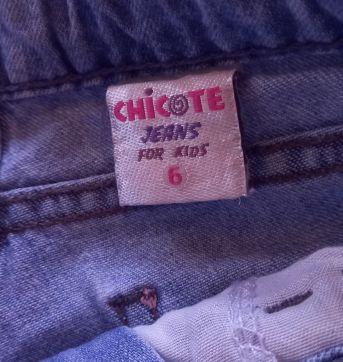 CHICOTE
JEANS
FOR KIDS
6